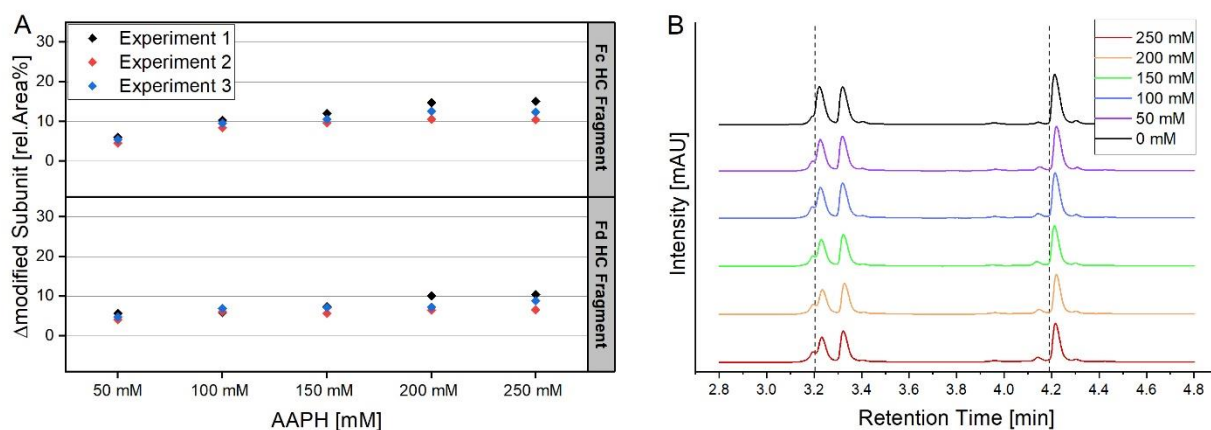 A
Experiment 1
Experiment 2
Experiment 3
Δmodified Subunit [rel.Area%]
30
20
10
0
30
20
10
0
Fc HC Fragment
Fd HC Fragment
50 mM
100 mM
150 mM
200 mM
250 mM
AAPH [mM]
B
250 mM
200 mM
150 mM
100 mM
50 mM
0 mM
Intensity [mAU]
2.8
3.0
3.2
3.4
3.6
3.8
4.0
4.2
4.4
4.6
4.8
Retention Time [min]